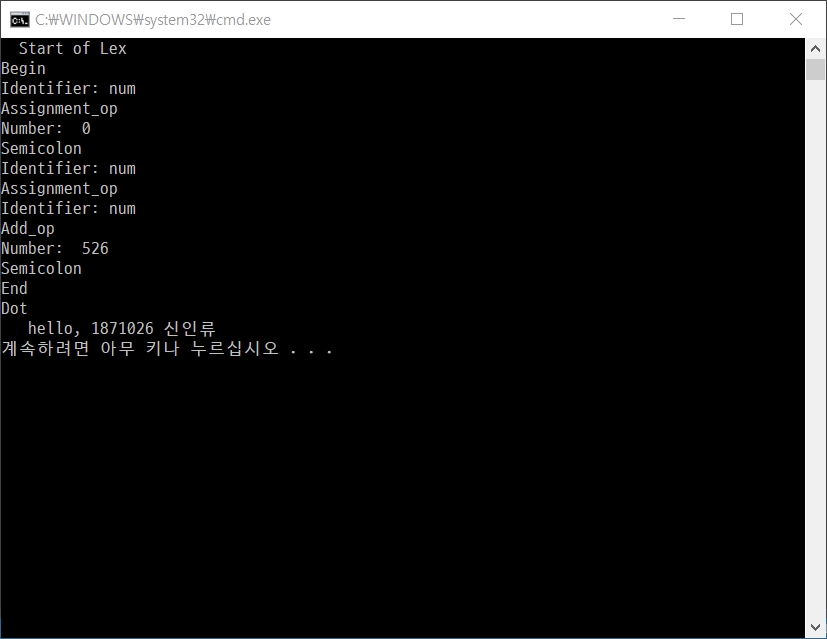 C:₩WINDOWS₩system32₩cmd.exe
  Start of Lex
Begin
Identifier: num
Assignment_op
Number:  0
Semicolon
Identifier: num
Assignment_op
Identifier: num
Add_op
Number:  526
Semicolon
End
Dot
   hello, 1871026 신인류
계속하려면 아무 키나 누르십시오 . . .